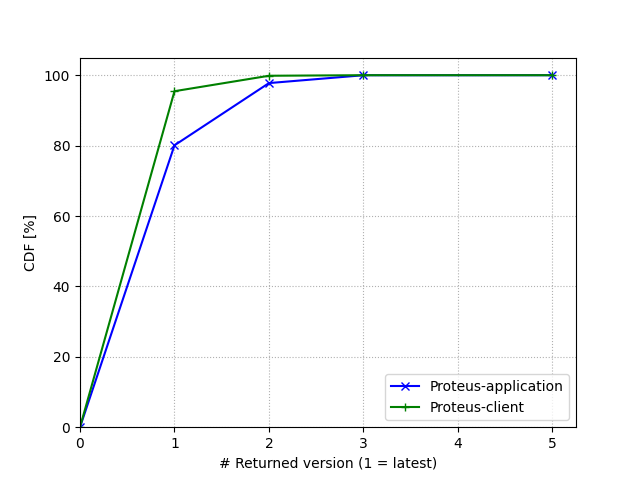 100
80
60
40
20
0
CDF [%]
0 1 2 3 4 5
# Returned version (1 = latest)
Proteus-application
Proteus-client